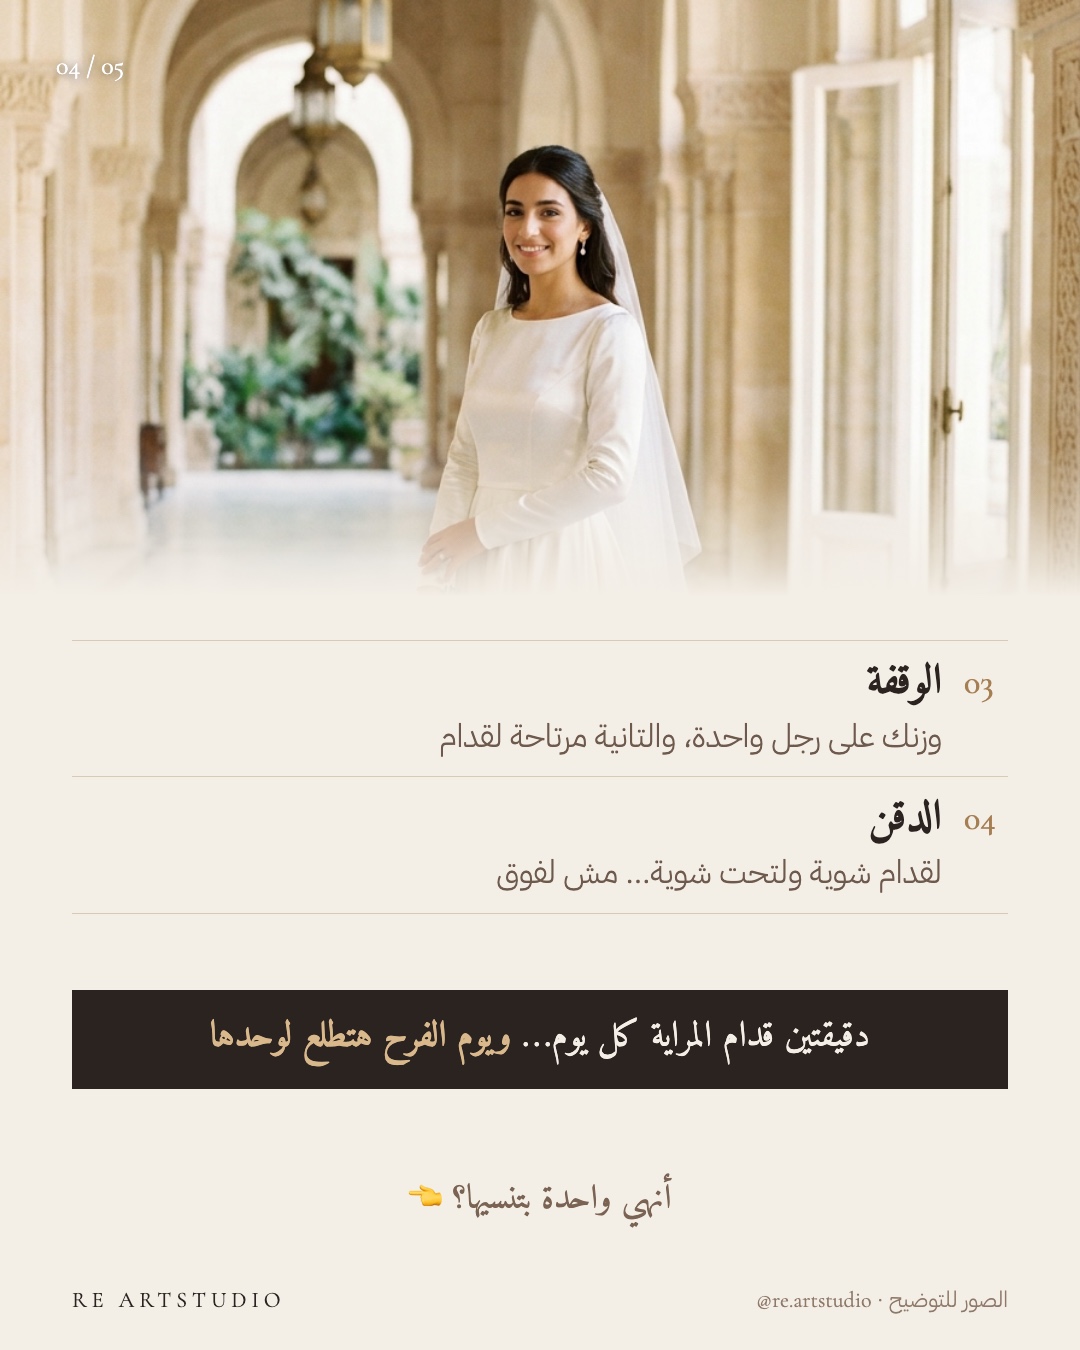 04 / 05
03 الوقفة
وزنك على رجل واحدة، والتانية مرتاحة لقدام
04 الدقن
لقدام شوية ولتحت شوية... مش لفوق
دقيقتين قدام المراية كل يوم... ويوم الفرح هتطلع لوحدها
أنهي واحدة بتنسيها؟ 👈
RE ARTSTUDIO
الصور للتوضيح · @re.artstudio